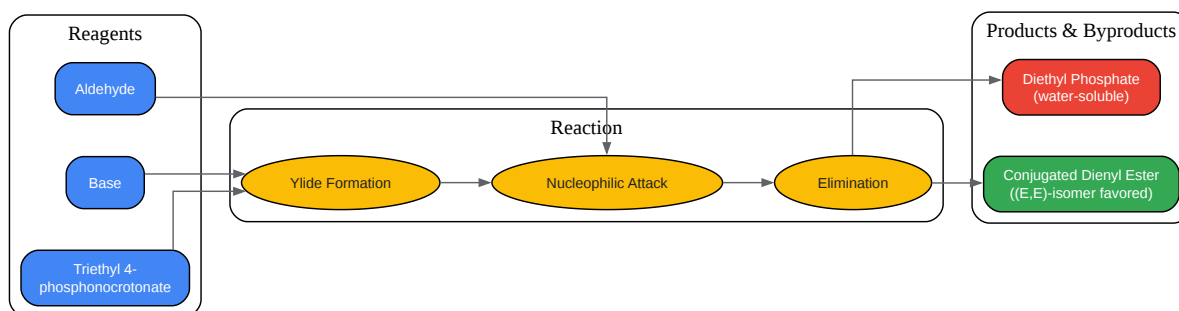 Reagents
Aldehyde
Base
Triethyl 4-
phosphonocrotonate
Reaction
Ylide Formation
Nucleophilic Attack
Elimination
Products & Byproducts
Diethyl Phosphate
(water-soluble)
Conjugated Dienyl Ester
((E,E)-isomer favored)